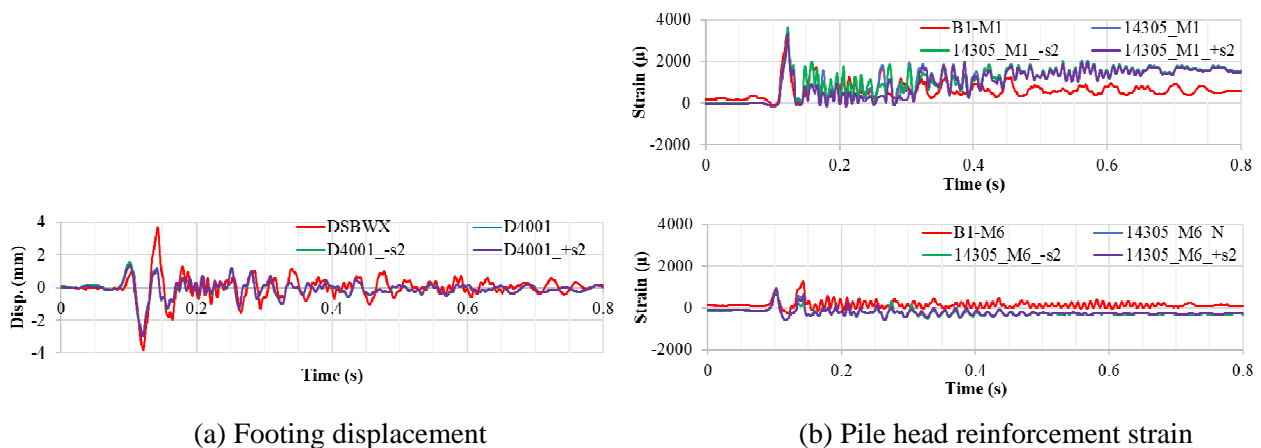 DSBWX D4001
D4001_-s2 D4001_+s2
Disp. (mm)
4
2
0
-2
-4
0 0.2 0.4 0.6 0.8
Time (s)
(a) Footing displacement
B1-M1 14305_M1
14305_M1_-s2 14305_M1_+s2
Strain (μ)
4000
2000
0
-2000
0 0.2 0.4 0.6 0.8
Time (s)
B1-M6 14305_M6_N
14305_M6_-s2 14305_M6_+s2
Strain (μ)
4000
2000
0
-2000
0 0.2 0.4 0.6 0.8
Time (s)
(b) Pile head reinforcement strain